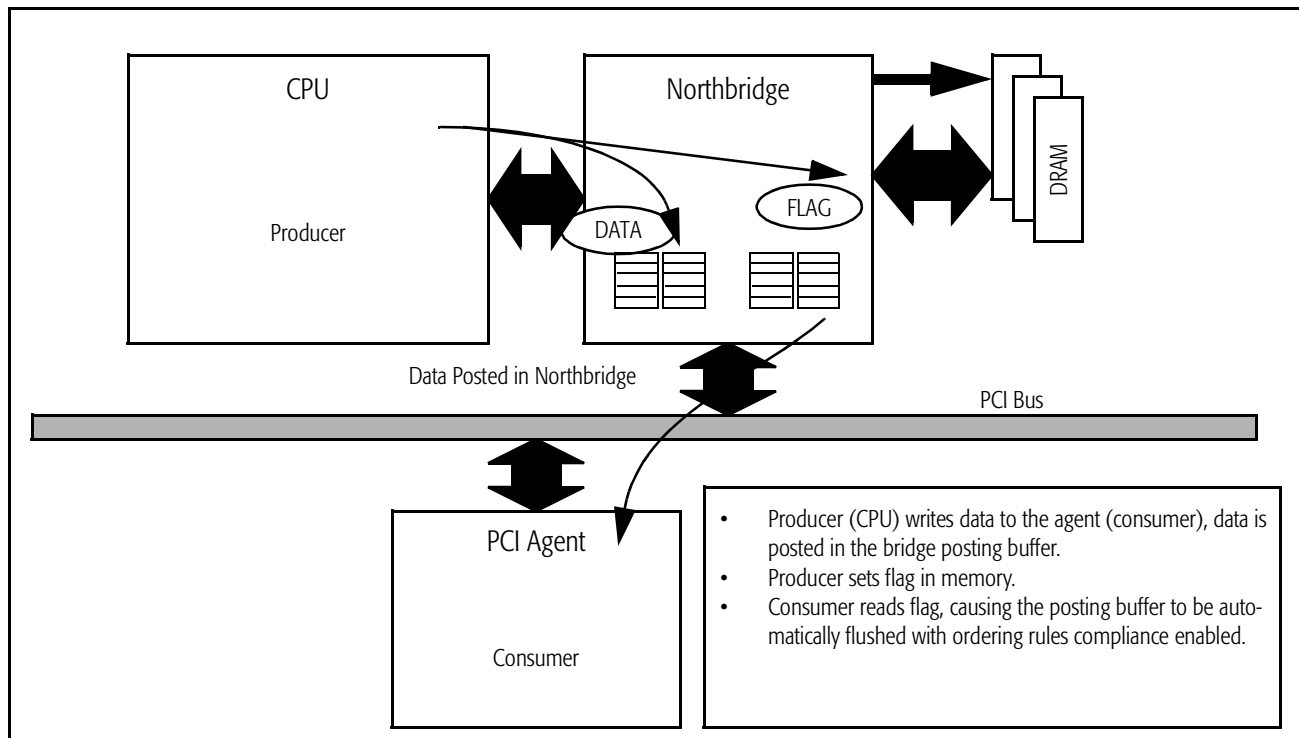 CPU
Northbridge
DRAM
FLAG
DATA
Producer
Data Posted in Northbridge
PCI Bus
PCI Agent
Consumer
• Producer (CPU) writes data to the agent (consumer), data is
posted in the bridge posting buffer.
• Producer sets flag in memory.
• Consumer reads flag, causing the posting buffer to be auto-
matically flushed with ordering rules compliance enabled.